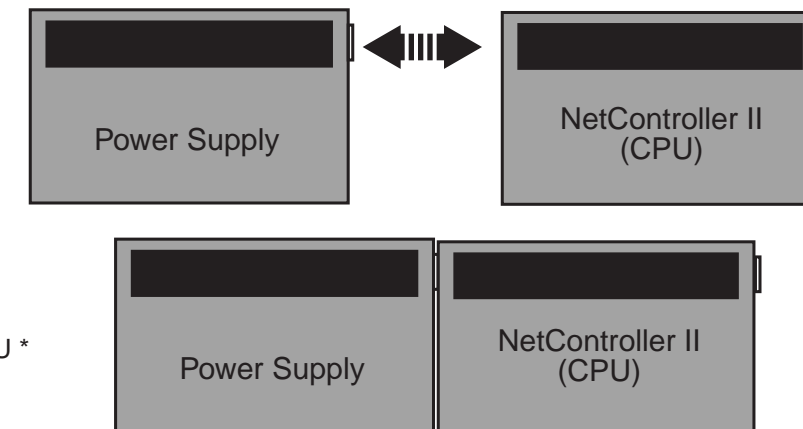 Power Supply
NetController II
(CPU)
U *
Power Supply
NetController II
(CPU)